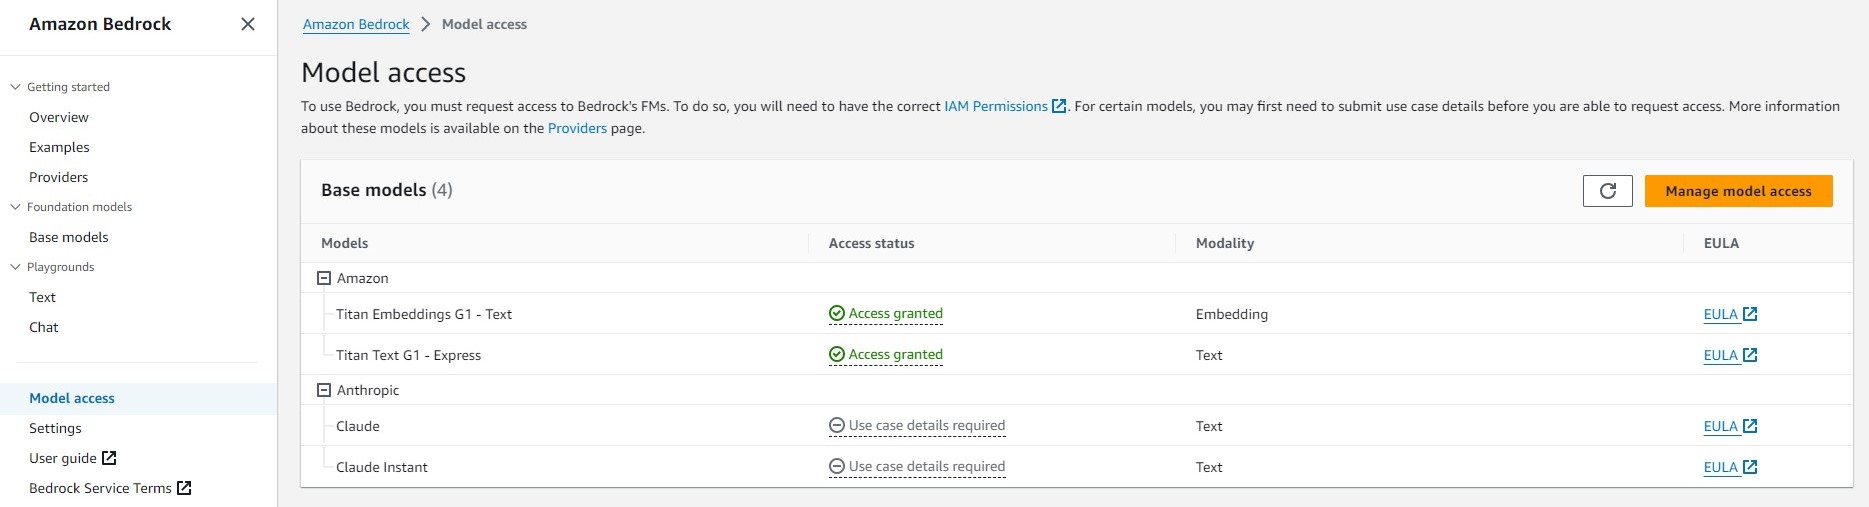 Amazon Bedrock
Getting started
Overview
Examples
Providers
Foundation models
Base models
Playgrounds
Text
Chat
Model access
Settings
User guide
Bedrock Service Terms
Amazon Bedrock > Model access
Model access
To use Bedrock, you must request access to Bedrock's FMs. To do so, you will need to have the correct IAM Permissions. For certain models, you may first need to submit use case details before you are able to request access. More information
about these models is available on the Providers page.
Base models (4) Manage model access
Models Access status Modality EULA
Amazon
Titan Embeddings G1 - Text Access granted Embedding EULA
Titan Text G1 - Express Access granted Text EULA
Anthropic
Claude Use case details required Text EULA
Claude Instant Use case details required Text EULA